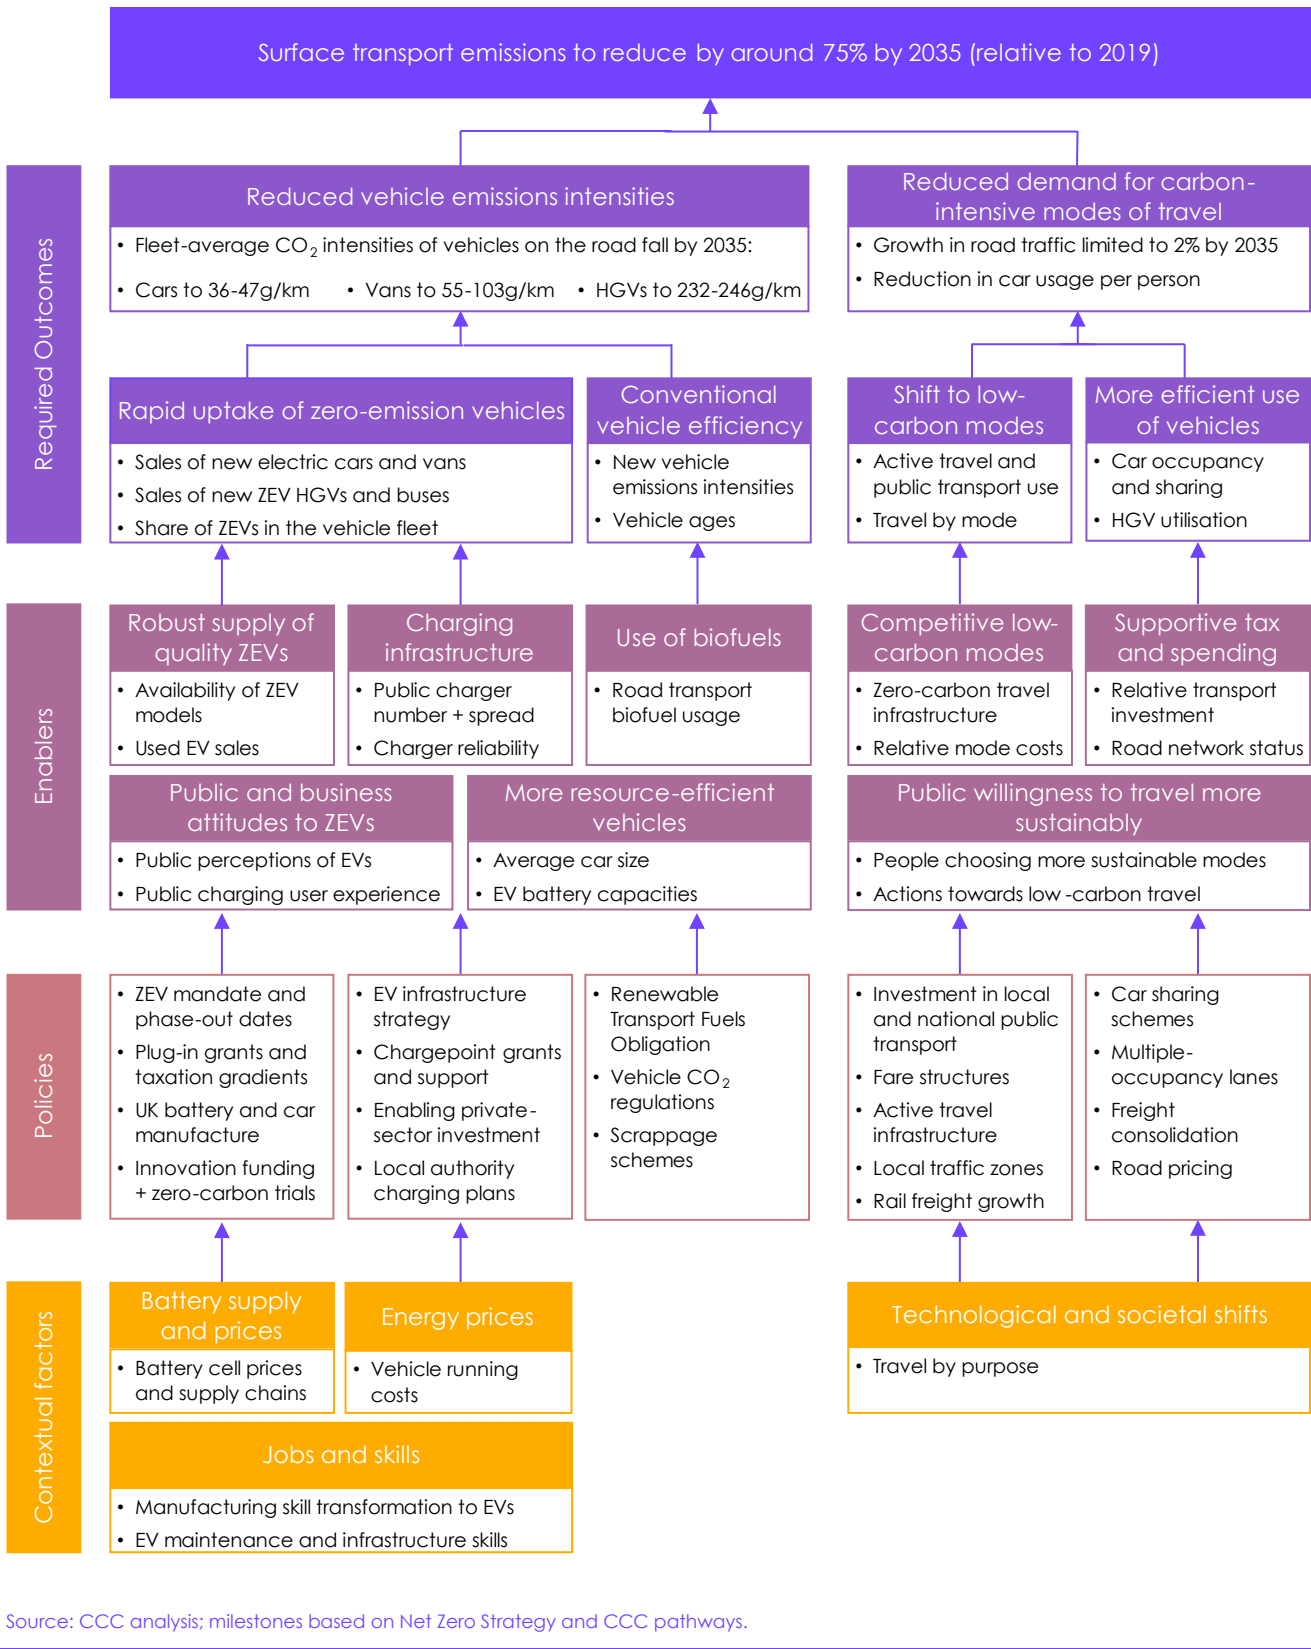 Surface transport emissions to reduce by around 75% by 2035 (relative to 2019)
Required Outcomes
Reduced vehicle emissions intensities
• Fleet-average CO2 intensities of vehicles on the road fall by 2035:
• Cars to 36-47g/km
• Vans to 55-103g/km
• HGVs to 232-246g/km
Reduced demand for carbon-
intensive modes of travel
• Growth in road traffic limited to 2% by 2035
• Reduction in car usage per person
Rapid uptake of zero-emission vehicles
• Sales of new electric cars and vans
• Sales of new ZEV HGVs and buses
• Share of ZEVs in the vehicle fleet
Conventional
vehicle efficiency
• New vehicle
emissions intensities
• Vehicle ages
Shift to low-
carbon modes
• Active travel and
public transport use
• Travel by mode
More efficient use
of vehicles
• Car occupancy
and sharing
• HGV utilisation
Enablers
Robust supply of
quality ZEVs
• Availability of ZEV
models
• Used EV sales
Charging
infrastructure
• Public charger
number + spread
• Charger reliability
Use of biofuels
• Road transport
biofuel usage
Competitive low-
carbon modes
• Zero-carbon travel
infrastructure
• Relative mode costs
Supportive tax
and spending
• Relative transport
investment
• Road network status
Public and business
attitudes to ZEVs
• Public perceptions of EVs
• Public charging user experience
More resource-efficient
vehicles
• Average car size
• EV battery capacities
Public willingness to travel more
sustainably
• People choosing more sustainable modes
• Actions towards low-carbon travel
Policies
• ZEV mandate and
phase-out dates
• Plug-in grants and
taxation gradients
• UK battery and car
manufacture
• Innovation funding
+ zero-carbon trials
• EV infrastructure
strategy
• Chargepoint grants
and support
• Enabling private-
sector investment
• Local authority
charging plans
• Renewable
Transport Fuels
Obligation
• Vehicle CO2
regulations
• Scrappage
schemes
• Investment in local
and national public
transport
• Fare structures
• Active travel
infrastructure
• Local traffic zones
• Rail freight growth
• Car sharing
schemes
• Multiple-
occupancy lanes
• Freight
consolidation
• Road pricing
Contextual factors
Battery supply
and prices
• Battery cell prices
and supply chains
Energy prices
• Vehicle running
costs
Technological and societal shifts
• Travel by purpose
Jobs and skills
• Manufacturing skill transformation to EVs
• EV maintenance and infrastructure skills
Source: CCC analysis; milestones based on Net Zero Strategy and CCC pathways.